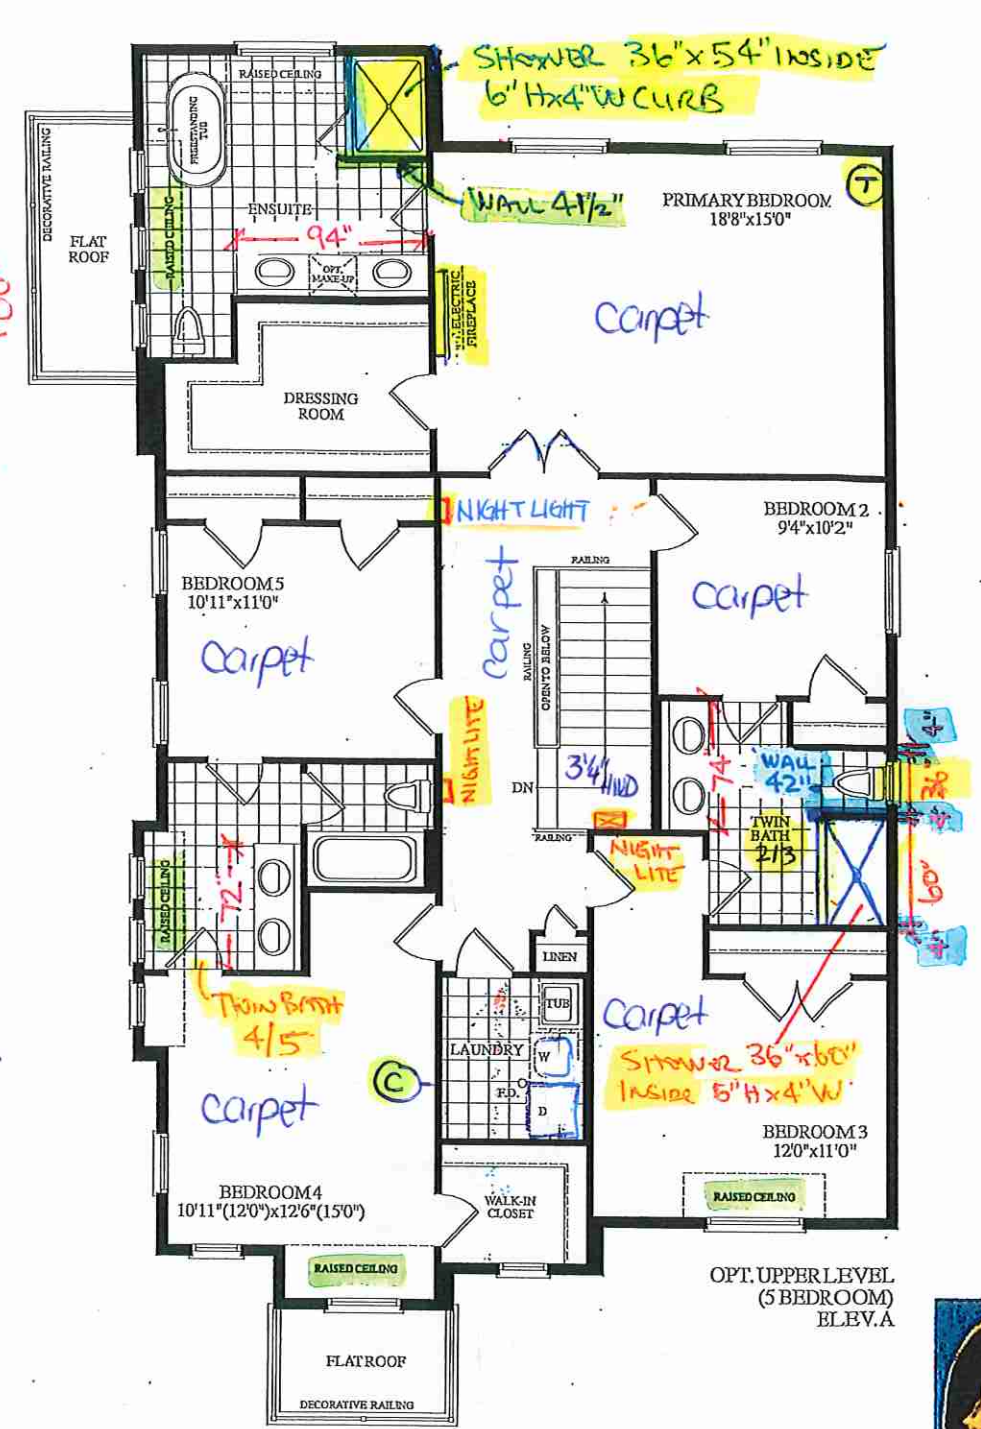 SHOWER 36"x54" INSIDE
6"Hx4"W CURB
RAISED CEILING
FREESTANDING
TUB
DECORATIVE RAILING
FLAT
ROOF
RAISED CEILING
ENSUITE
94"
WALL 41/2"
PRIMARY BEDROOM
18'8"x15'0"
T
OPT.
MAKE-UP
ELECTRIC
FIREPLACE
carpet
DRESSING
ROOM
NIGHT LIGHT
BEDROOM 2
9'4"x10'2"
carpet
carpet
RAILING
RAILING
OPEN TO BELOW
BEDROOM 5
10'11"x11'0"
carpet
NIGHT LITE
DN
3'4"
RAILING
NIGHT
LITE
74"
WALL
42"
TWIN
BATH
2/3
4"
36"
4"
60"
4"
RAISED CEILING
72"
TWIN BATH
4/5
LINEN
TUB
LAUNDRY
W
F.D.
D
C
carpet
carpet
SHOWER 36"x60"
INSIDE 5"Hx4"W
BEDROOM 3
12'0"x11'0"
RAISED CEILING
BEDROOM 4
10'11"(12'0")x12'6"(15'0")
WALK-IN
CLOSET
RAISED CEILING
OPT. UPPER LEVEL
(5 BEDROOM)
ELEV. A
FLAT ROOF
DECORATIVE RAILING